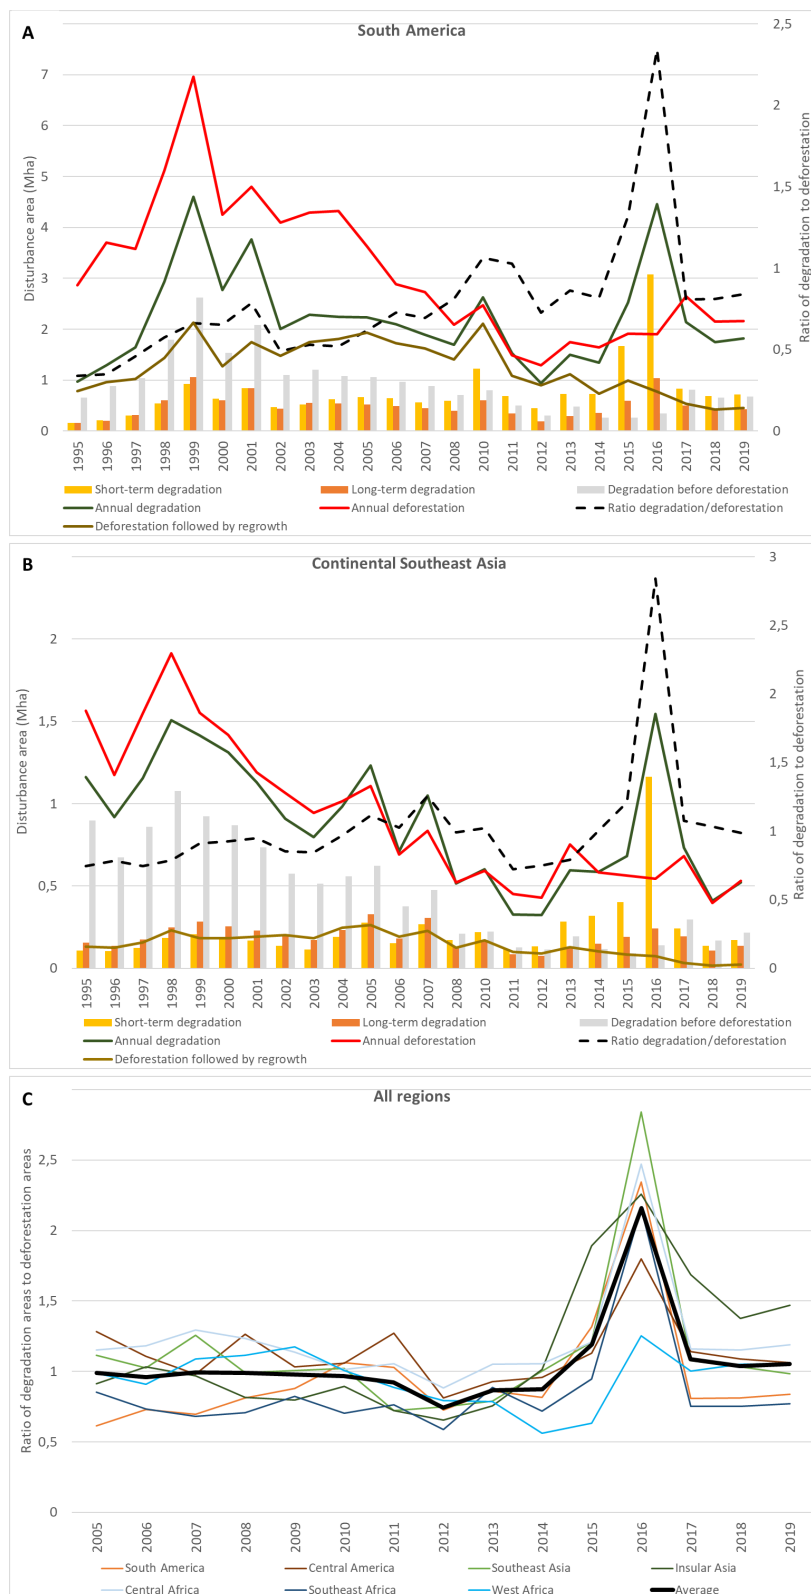 A
South America
Disturbance area (Mha)
7
6
5
4
3
2
1
0
2,5
2
1,5
1
0,5
0
Ratio of degradation to deforestation
1995
1996
1997
1998
1999
2000
2001
2002
2003
2004
2005
2006
2007
2008
2010
2011
2012
2013
2014
2015
2016
2017
2018
2019
Short-term degradation
Long-term degradation
Degradation before deforestation
Annual degradation
Annual deforestation
Ratio degradation/deforestation
Deforestation followed by regrowth
B
Continental Southeast Asia
Disturbance area (Mha)
2
1,5
1
0,5
0
3
2,5
2
1,5
1
0,5
0
Ratio of degradation to deforestation
1995
1996
1997
1998
1999
2000
2001
2002
2003
2004
2005
2006
2007
2008
2010
2011
2012
2013
2014
2015
2016
2017
2018
2019
Short-term degradation
Long-term degradation
Degradation before deforestation
Annual degradation
Annual deforestation
Ratio degradation/deforestation
Deforestation followed by regrowth
C
All regions
Ratio of degradation areas to deforestation areas
2,5
2
1,5
1
0,5
0
2005
2006
2007
2008
2009
2010
2011
2012
2013
2014
2015
2016
2017
2018
2019
South America
Central America
Southeast Asia
Insular Asia
Central Africa
Southeast Africa
West Africa
Average